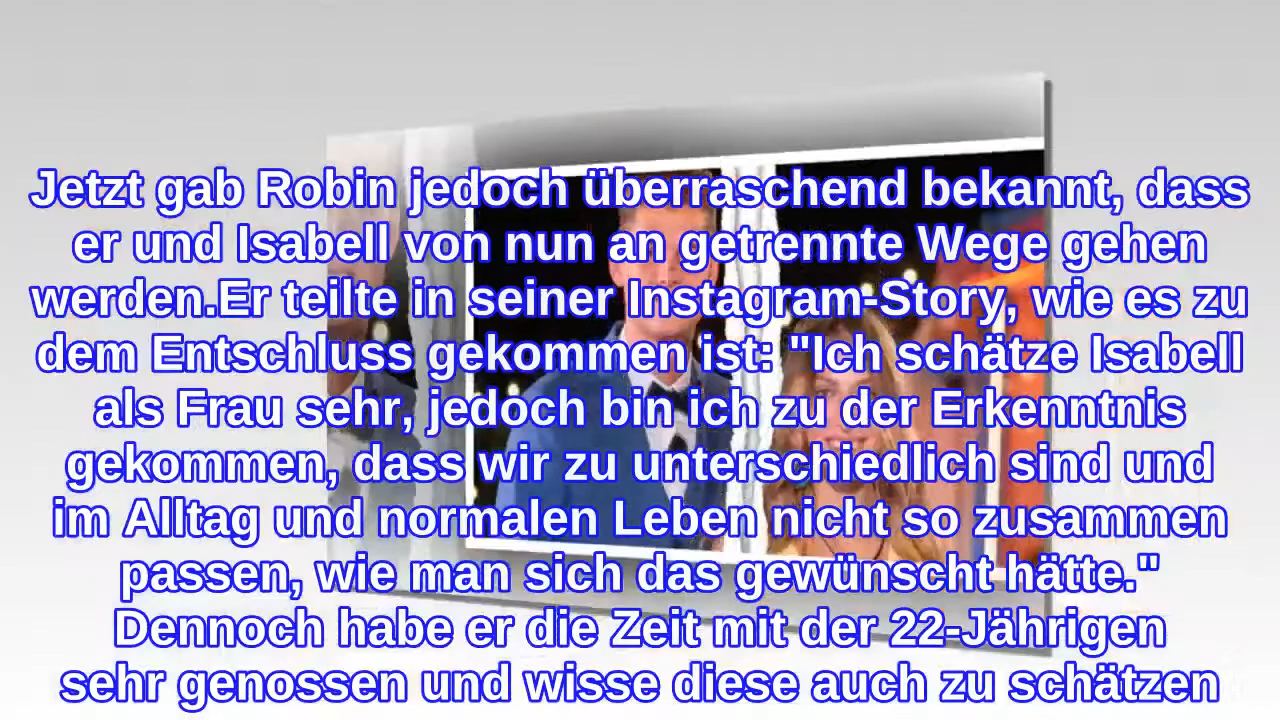 Jetzt gab Robin jedoch überraschend bekannt, dass
er und Isabell von nun an getrennte Wege gehen
werden.Er teilte in seiner Instagram-Story, wie es zu
dem Entschluss gekommen ist: "Ich schätze Isabell
als Frau sehr, jedoch bin ich zu der Erkenntnis
gekommen, dass wir zu unterschiedlich sind und
im Alltag und normalen Leben nicht so zusammen
passen, wie man sich das gewünscht hätte."
Dennoch habe er die Zeit mit der 22-Jährigen
sehr genossen und wisse diese auch zu schätzen